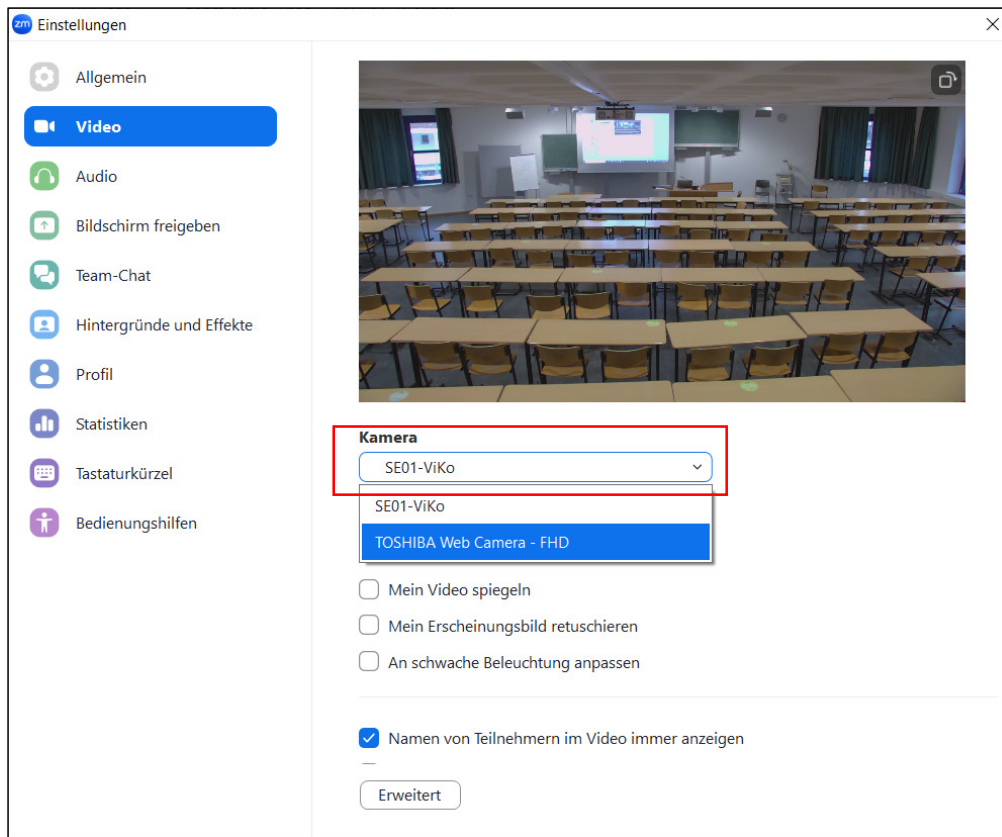 zm Einstellungen
Allgemein
Video
Audio
Bildschirm freigeben
Team-Chat
Hintergründe und Effekte
Profil
Statistiken
Tastaturkürzel
Bedienungshilfen
Kamera
SE01-ViKo
SE01-ViKo
TOSHIBA Web Camera - FHD
Mein Video spiegeln
Mein Erscheinungsbild retuschieren
An schwache Beleuchtung anpassen
Namen von Teilnehmern im Video immer anzeigen
Erweitert